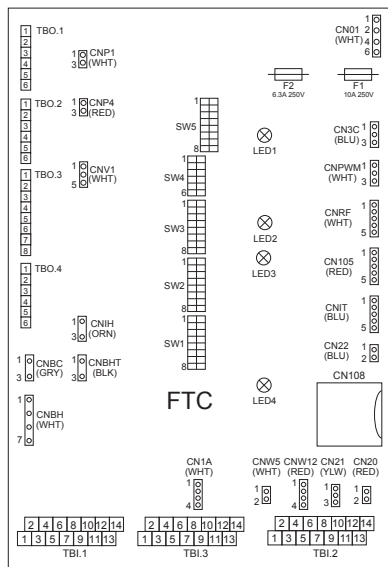 TBO.1
1
2
3
4
5
6
CNP1
(WHT)
1
3
CN01
(WHT)
1
2
4
6
F2
6.3A 250V
F1
10A 250V
TBO.2
1
2
3
4
5
6
CNP4
(RED)
1
3
SW5
1
8
LED1
CN3C
(BLU)
1
3
TBO.3
1
2
3
4
5
6
7
8
CNV1
(WHT)
1
5
SW4
1
6
CNPWM
(WHT)
1
3
SW3
1
8
LED2
CNRF
(WHT)
1
5
TBO.4
1
2
3
4
5
6
SW2
1
8
LED3
CN105
(RED)
1
5
CNIH
(ORN)
1
3
SW1
1
8
CNIT
(BLU)
1
5
CNBC
(GRY)
1
3
CNBHT
(BLK)
1
3
CN22
(BLU)
1
2
CNBH
(WHT)
1
7
FTC
LED4
CN108
CN1A
(WHT)
1
4
CNW5
(WHT)
1
2
CNW12
(RED)
1
4
CN21
(YLW)
1
3
CN20
(RED)
1
2
2 4 6 8 10 12 14
1 3 5 7 9 11 13
TBI.1
2 4 6 8 10 12 14
1 3 5 7 9 11 13
TBI.3
2 4 6 8 10 12 14
1 3 5 7 9 11 13
TBI.2